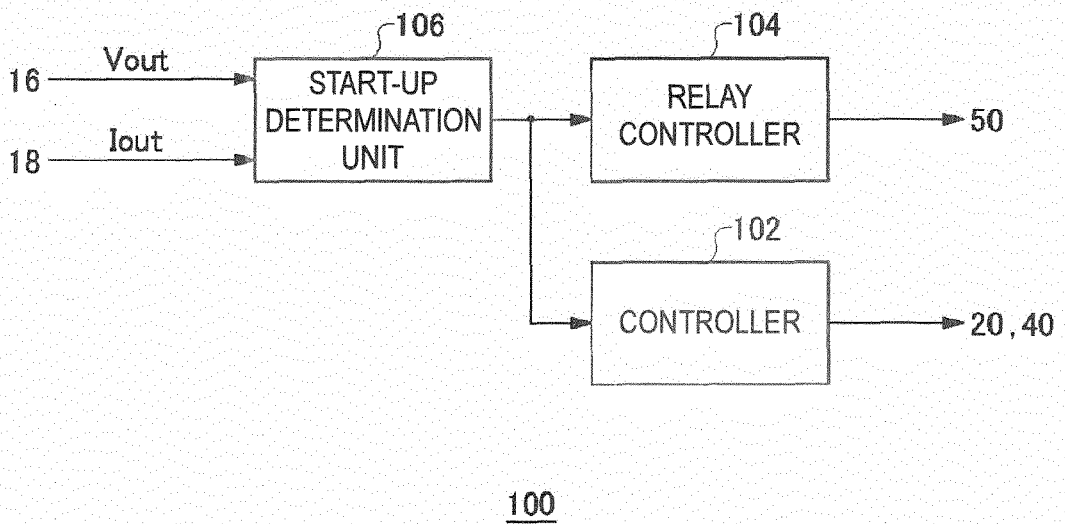 106
104
16
Vout
START-UP
DETERMINATION
UNIT
RELAY
CONTROLLER
50
18
Iout
102
CONTROLLER
20,40
100